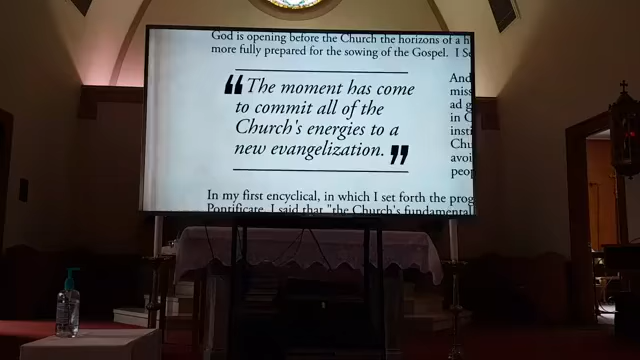 God is opening before the Church the horizons of a h
more fully prepared for the sowing of the Gospel. I Se
“The moment has come
to commit all of the
Church's energies to a
new evangelization.”
And
miss
ad g
in C
insti
Chu
avoi
peop
In my first encyclical, in which I set forth the prog
Pontificate, I said that "the Church's fundamental